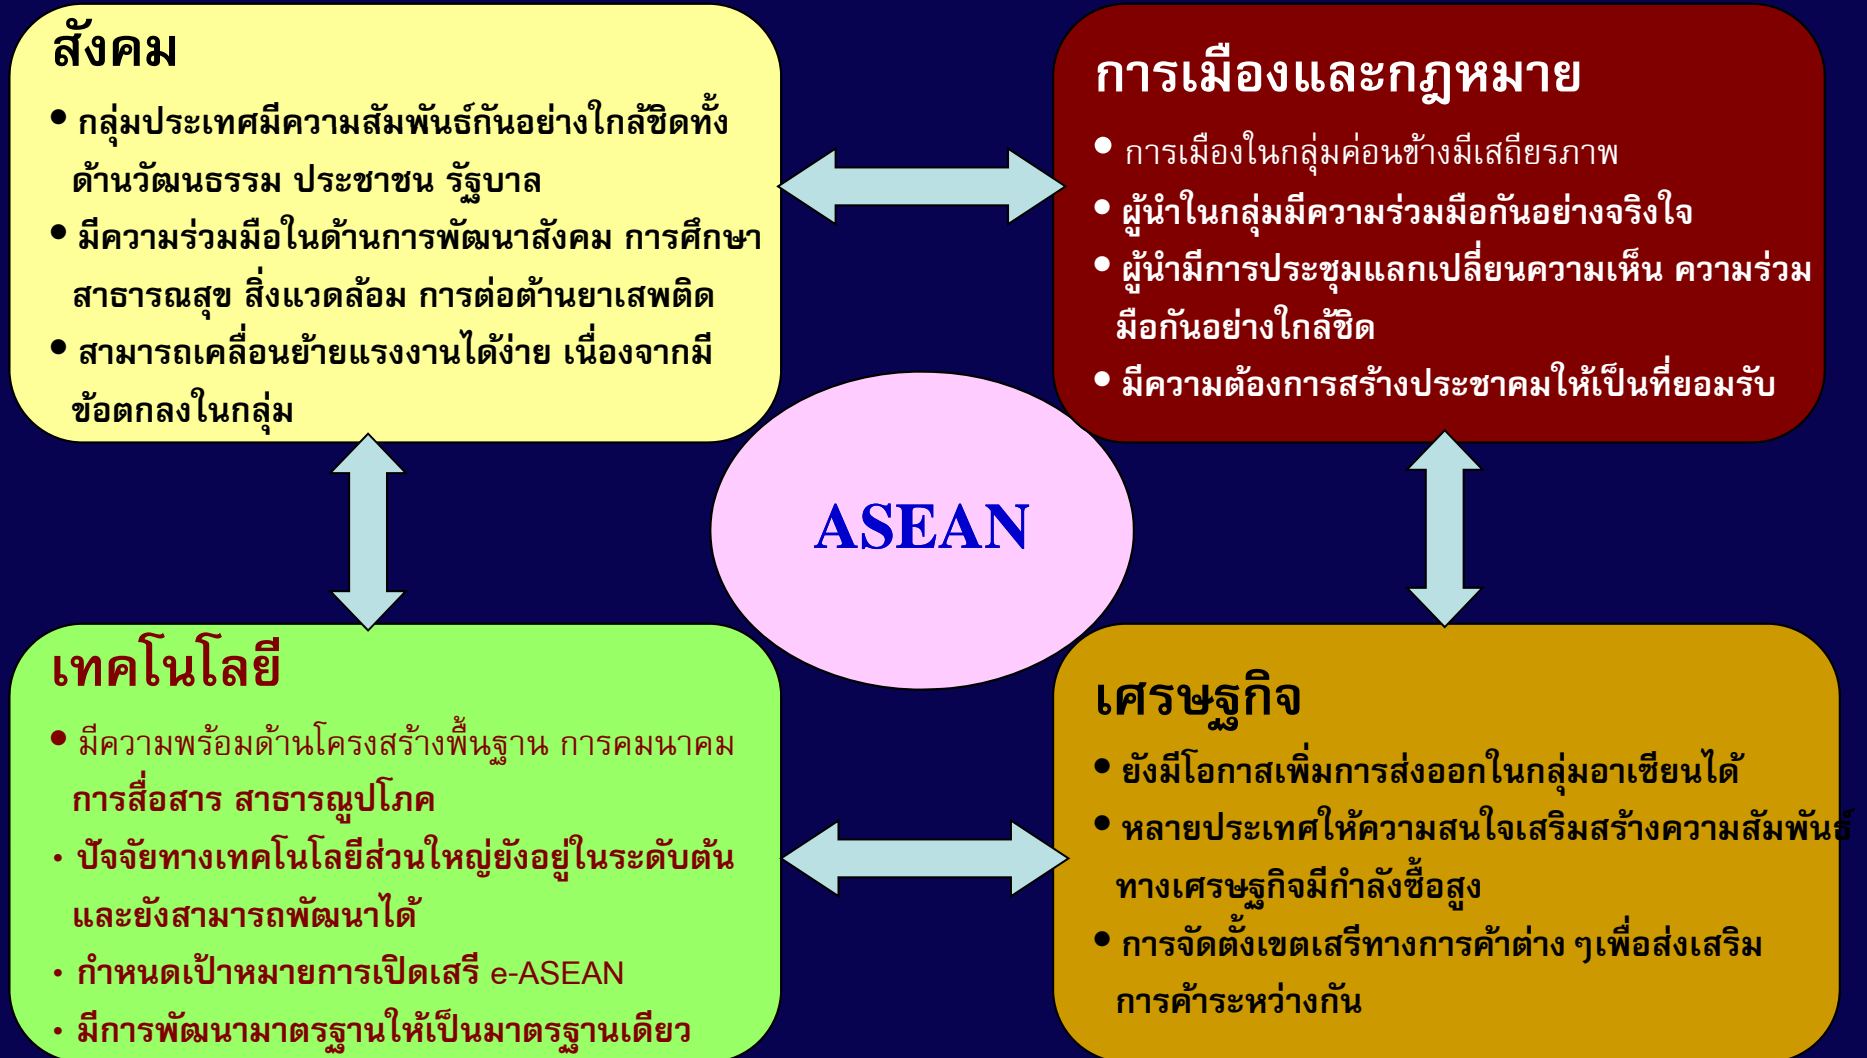 สังคม
• กลุ่มประเทศมีความสัมพันธ์กันอย่างใกล้ชิดทั้ง
ด้านวัฒนธรรม ประชาชน รัฐบาล
• มีความร่วมมือในด้านการพัฒนาสังคม การศึกษา
สาธารณสุข สิ่งแวดล้อม การต่อต้านยาเสพติด
• สามารถเคลื่อนย้ายแรงงานได้ง่าย เนื่องจากมี
ข้อตกลงในกลุ่ม
การเมืองและกฎหมาย
• การเมืองในกลุ่มค่อนข้างมีเสถียรภาพ
• ผู้นำในกลุ่มมีความร่วมมือกันอย่างจริงใจ
• ผู้นำมีการประชุมแลกเปลี่ยนความเห็น ความร่วม
มือกันอย่างใกล้ชิด
• มีความต้องการสร้างประชาคมให้เป็นที่ยอมรับ
ASEAN
เทคโนโลยี
• มีความพร้อมด้านโครงสร้างพื้นฐาน การคมนาคม
การสื่อสาร สาธารณูปโภค
• ปัจจัยทางเทคโนโลยีส่วนใหญ่ยังอยู่ในระดับต้น
และยังสามารถพัฒนาได้
• กำหนดเป้าหมายการเปิดเสรี e-ASEAN
• มีการพัฒนามาตรฐานให้เป็นมาตรฐานเดียว
เศรษฐกิจ
• ยังมีโอกาสเพิ่มการส่งออกในกลุ่มอาเซียนได้
• หลายประเทศให้ความสนใจเสริมสร้างความสัมพันธ์
ทางเศรษฐกิจมีกำลังซื้อสูง
• การจัดตั้งเขตเสรีทางการค้าต่าง ๆเพื่อส่งเสริม
การค้าระหว่างกัน